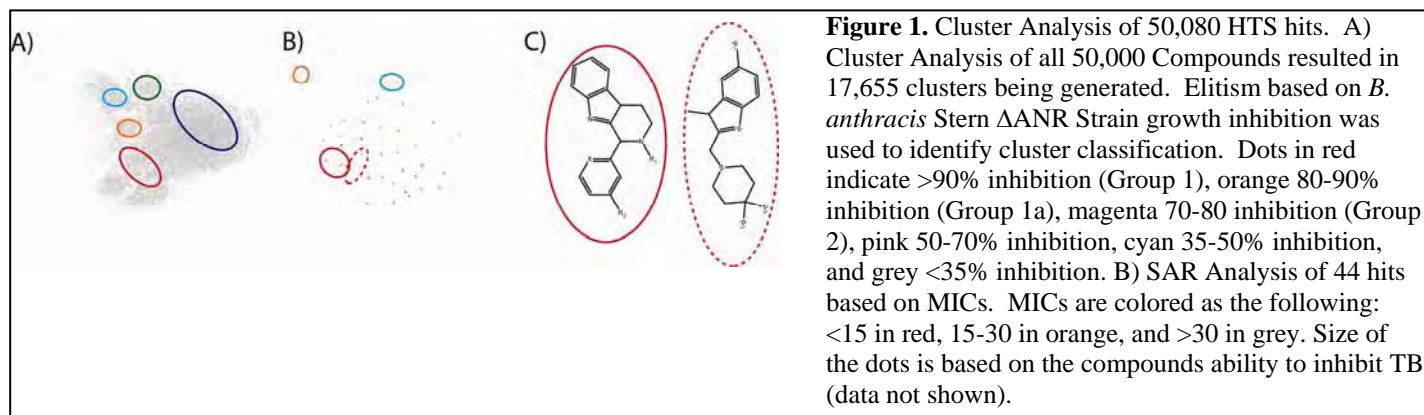 A)
B)
C)
Figure 1. Cluster Analysis of 50,080 HTS hits.  A)
Cluster Analysis of all 50,000 Compounds resulted in
17,655 clusters being generated.  Elitism based on B.
anthracis Stern ΔANR Strain growth inhibition was
used to identify cluster classification.  Dots in red
indicate >90% inhibition (Group 1), orange 80-90%
inhibition (Group 1a), magenta 70-80 inhibition (Group
2), pink 50-70% inhibition, cyan 35-50% inhibition,
and grey <35% inhibition. B) SAR Analysis of 44 hits
based on MICs.  MICs are colored as the following:
<15 in red, 15-30 in orange, and >30 in grey. Size of
the dots is based on the compounds ability to inhibit TB
(data not shown).